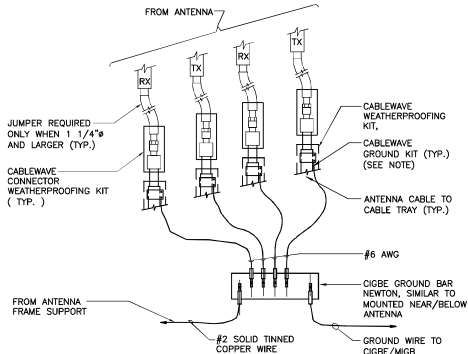 FROM ANTENNA
RX
TX
RX
TX
JUMPER REQUIRED
ONLY WHEN 1 1/4"ø
AND LARGER (TYP.)
CABLEWAVE
CONNECTOR
WEATHERPROOFING KIT
( TYP. )
CABLEWAVE
WEATHERPROOFING
KIT,
CABLEWAVE
GROUND KIT (TYP.)
(SEE NOTE)
ANTENNA CABLE TO
CABLE TRAY (TYP.)
#6 AWG
CIGBE GROUND BAR
NEWTON, SIMILAR TO
MOUNTED NEAR/BELOW
ANTENNA
FROM ANTENNA
FRAME SUPPORT
#2 SOLID TINNED
COPPER WIRE
GROUND WIRE TO
CIGBE/MIGB